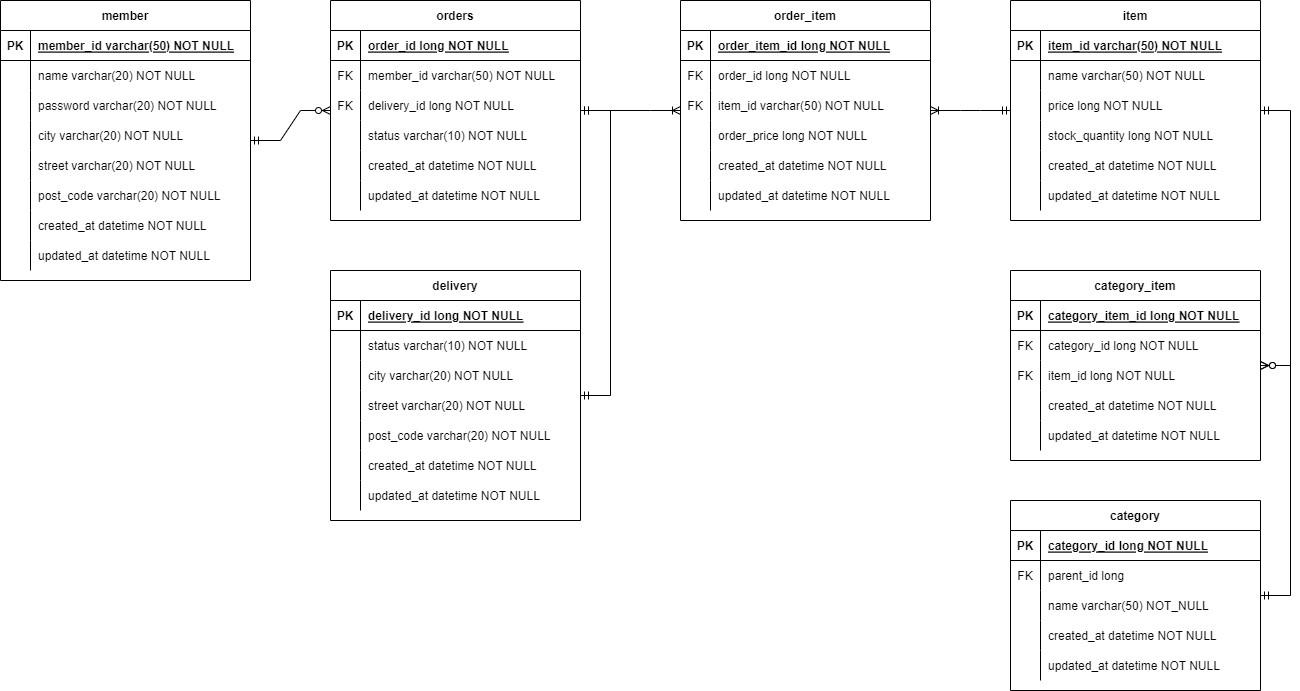 member
PK member_id varchar(50) NOT NULL
name varchar(20) NOT NULL
password varchar(20) NOT NULL
city varchar(20) NOT NULL
street varchar(20) NOT NULL
post_code varchar(20) NOT NULL
created_at datetime NOT NULL
updated_at datetime NOT NULL
orders
PK order_id long NOT NULL
FK member_id varchar(50) NOT NULL
FK delivery_id long NOT NULL
status varchar(10) NOT NULL
created_at datetime NOT NULL
updated_at datetime NOT NULL
order_item
PK order_item_id long NOT NULL
FK order_id long NOT NULL
FK item_id varchar(50) NOT NULL
order_price long NOT NULL
created_at datetime NOT NULL
updated_at datetime NOT NULL
item
PK item_id varchar(50) NOT NULL
name varchar(50) NOT NULL
price long NOT NULL
stock_quantity long NOT NULL
created_at datetime NOT NULL
updated_at datetime NOT NULL
delivery
PK delivery_id long NOT NULL
status varchar(10) NOT NULL
city varchar(20) NOT NULL
street varchar(20) NOT NULL
post_code varchar(20) NOT NULL
created_at datetime NOT NULL
updated_at datetime NOT NULL
category_item
PK category_item_id long NOT NULL
FK category_id long NOT NULL
FK item_id long NOT NULL
created_at datetime NOT NULL
updated_at datetime NOT NULL
category
PK category_id long NOT NULL
FK parent_id long
name varchar(50) NOT_NULL
created_at datetime NOT NULL
updated_at datetime NOT NULL